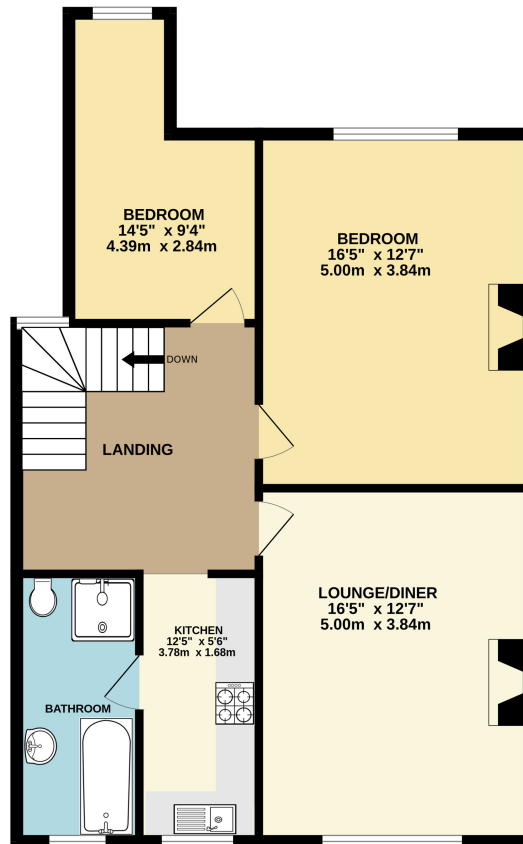 BEDROOM
14'5" x 9'4"
4.39m x 2.84m
BEDROOM
16'5" x 12'7"
5.00m x 3.84m
DOWN
LANDING
LOUNGE/DINER
16'5" x 12'7"
5.00m x 3.84m
KITCHEN
12'5" x 5'6"
3.78m x 1.68m
BATHROOM